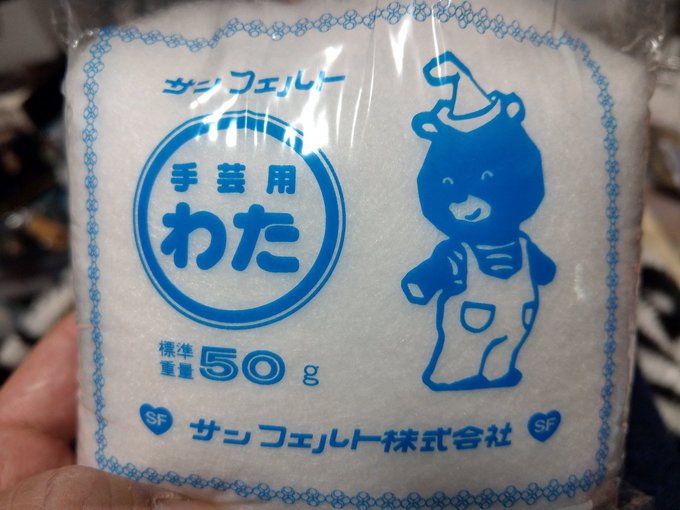 サンフェルト
手芸用
わた
標準
重量 50g
SF サンフェルト株式会社 SF